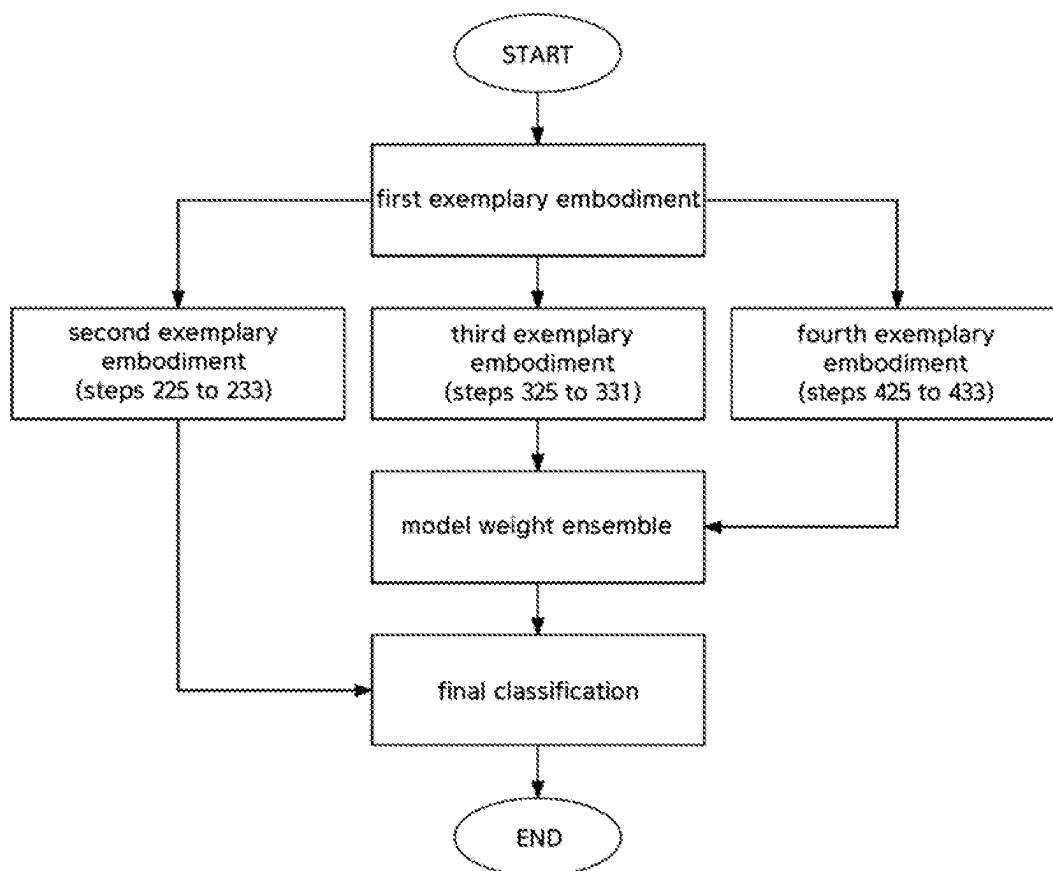 START
first exemplary embodiment
second exemplary
embodiment
(steps 225 to 233)
third exemplary
embodiment
(steps 325 to 331)
fourth exemplary
embodiment
(steps 425 to 433)
model weight ensemble
final classification
END